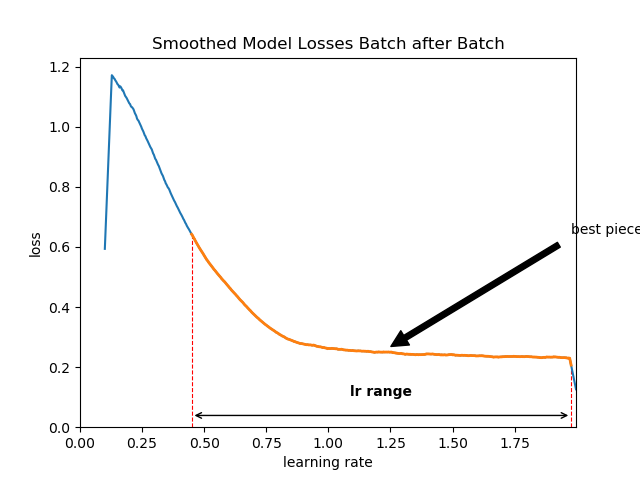 Smoothed Model Losses Batch after Batch
1.2
1.0
0.8
0.6
0.4
0.2
0.0
loss
best piece
lr range
0.00 0.25 0.50 0.75 1.00 1.25 1.50 1.75
learning rate